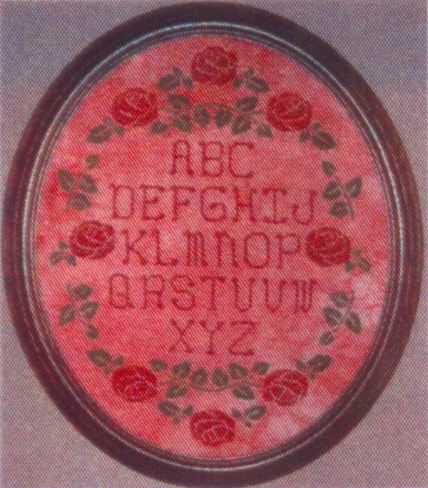 ABC
DEFGHIJ
KLMNOP
QRSTUVW
XYZ